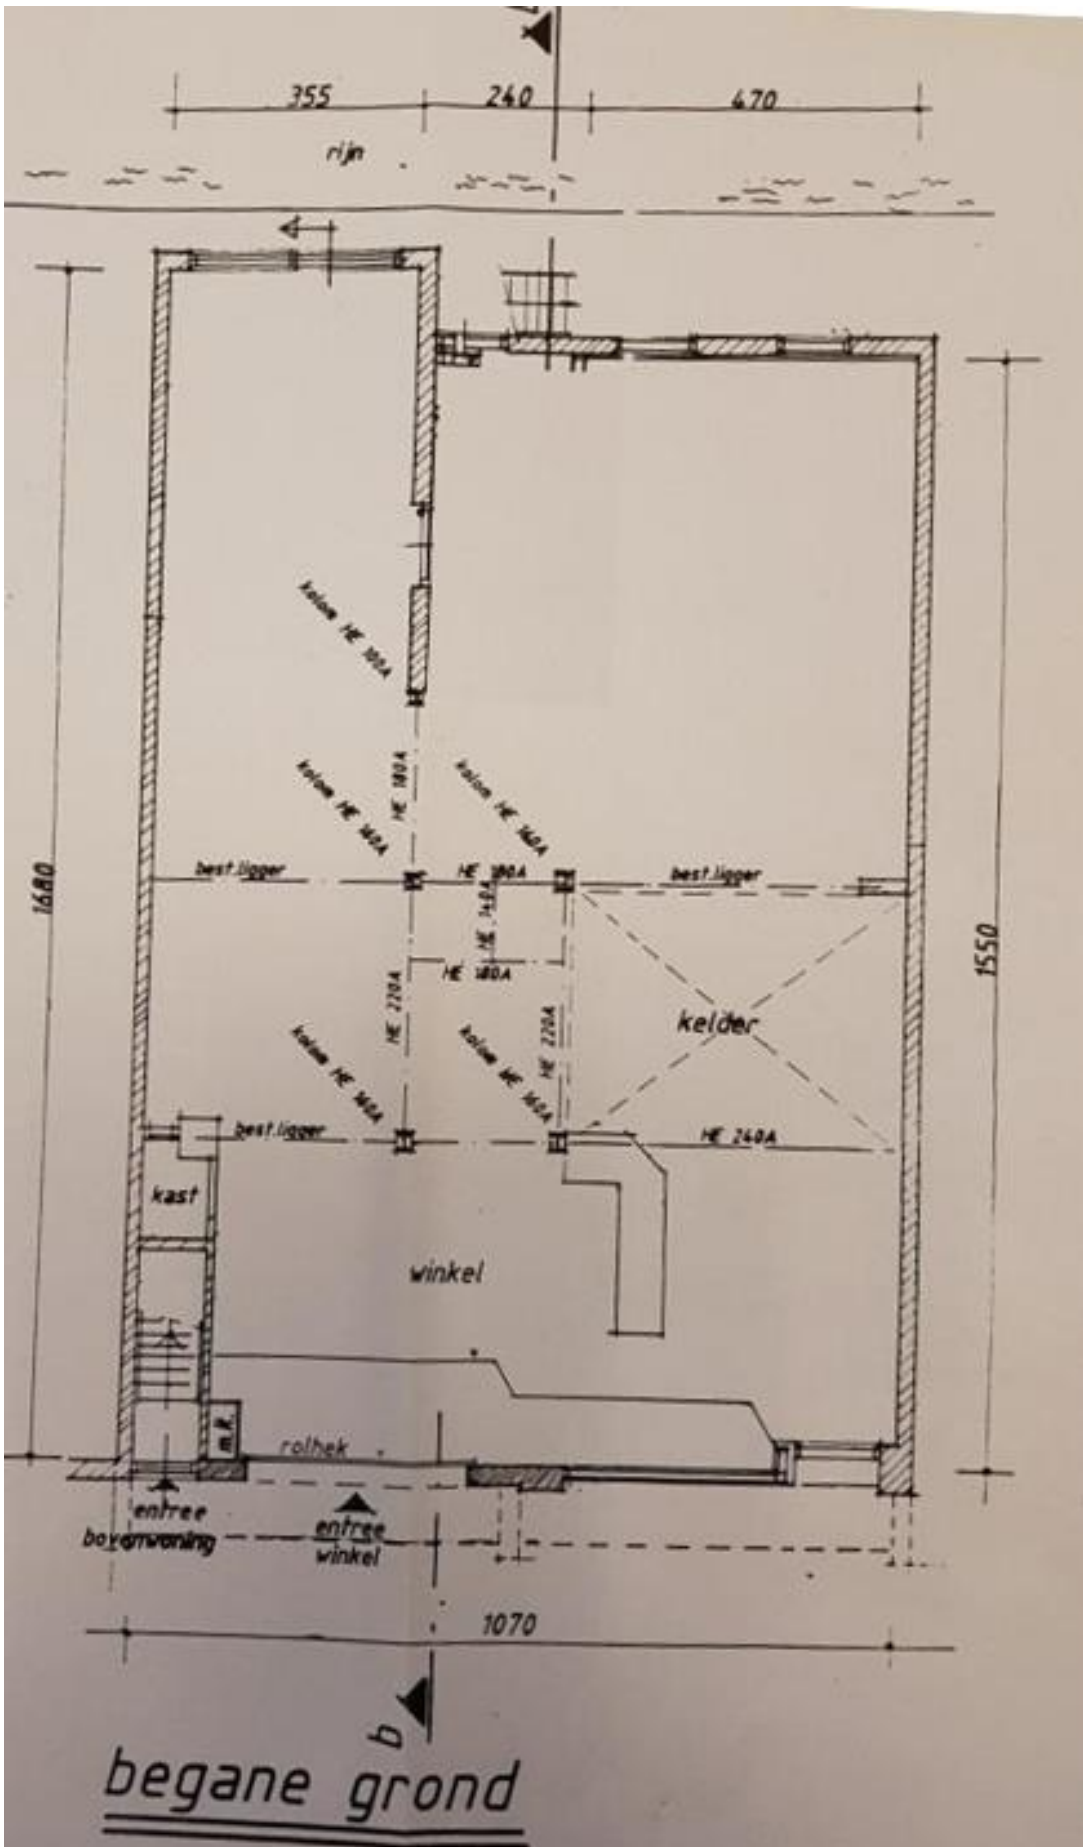 355
240
470
rijn
kolom HE 100A
HE 180A
kolom HE 160A
kolom HE 160A
best.ligger
HE 180A
best.ligger
HE 140A
HE 180A
1680
1550
HE 220A
HE 220A
kelder
kolom HE 160A
kolom HE 160A
best.ligger
HE 240A
kast
winkel
m.k.
rolhek
entree
bovenwoning
entree
winkel
1070
b
begane grond